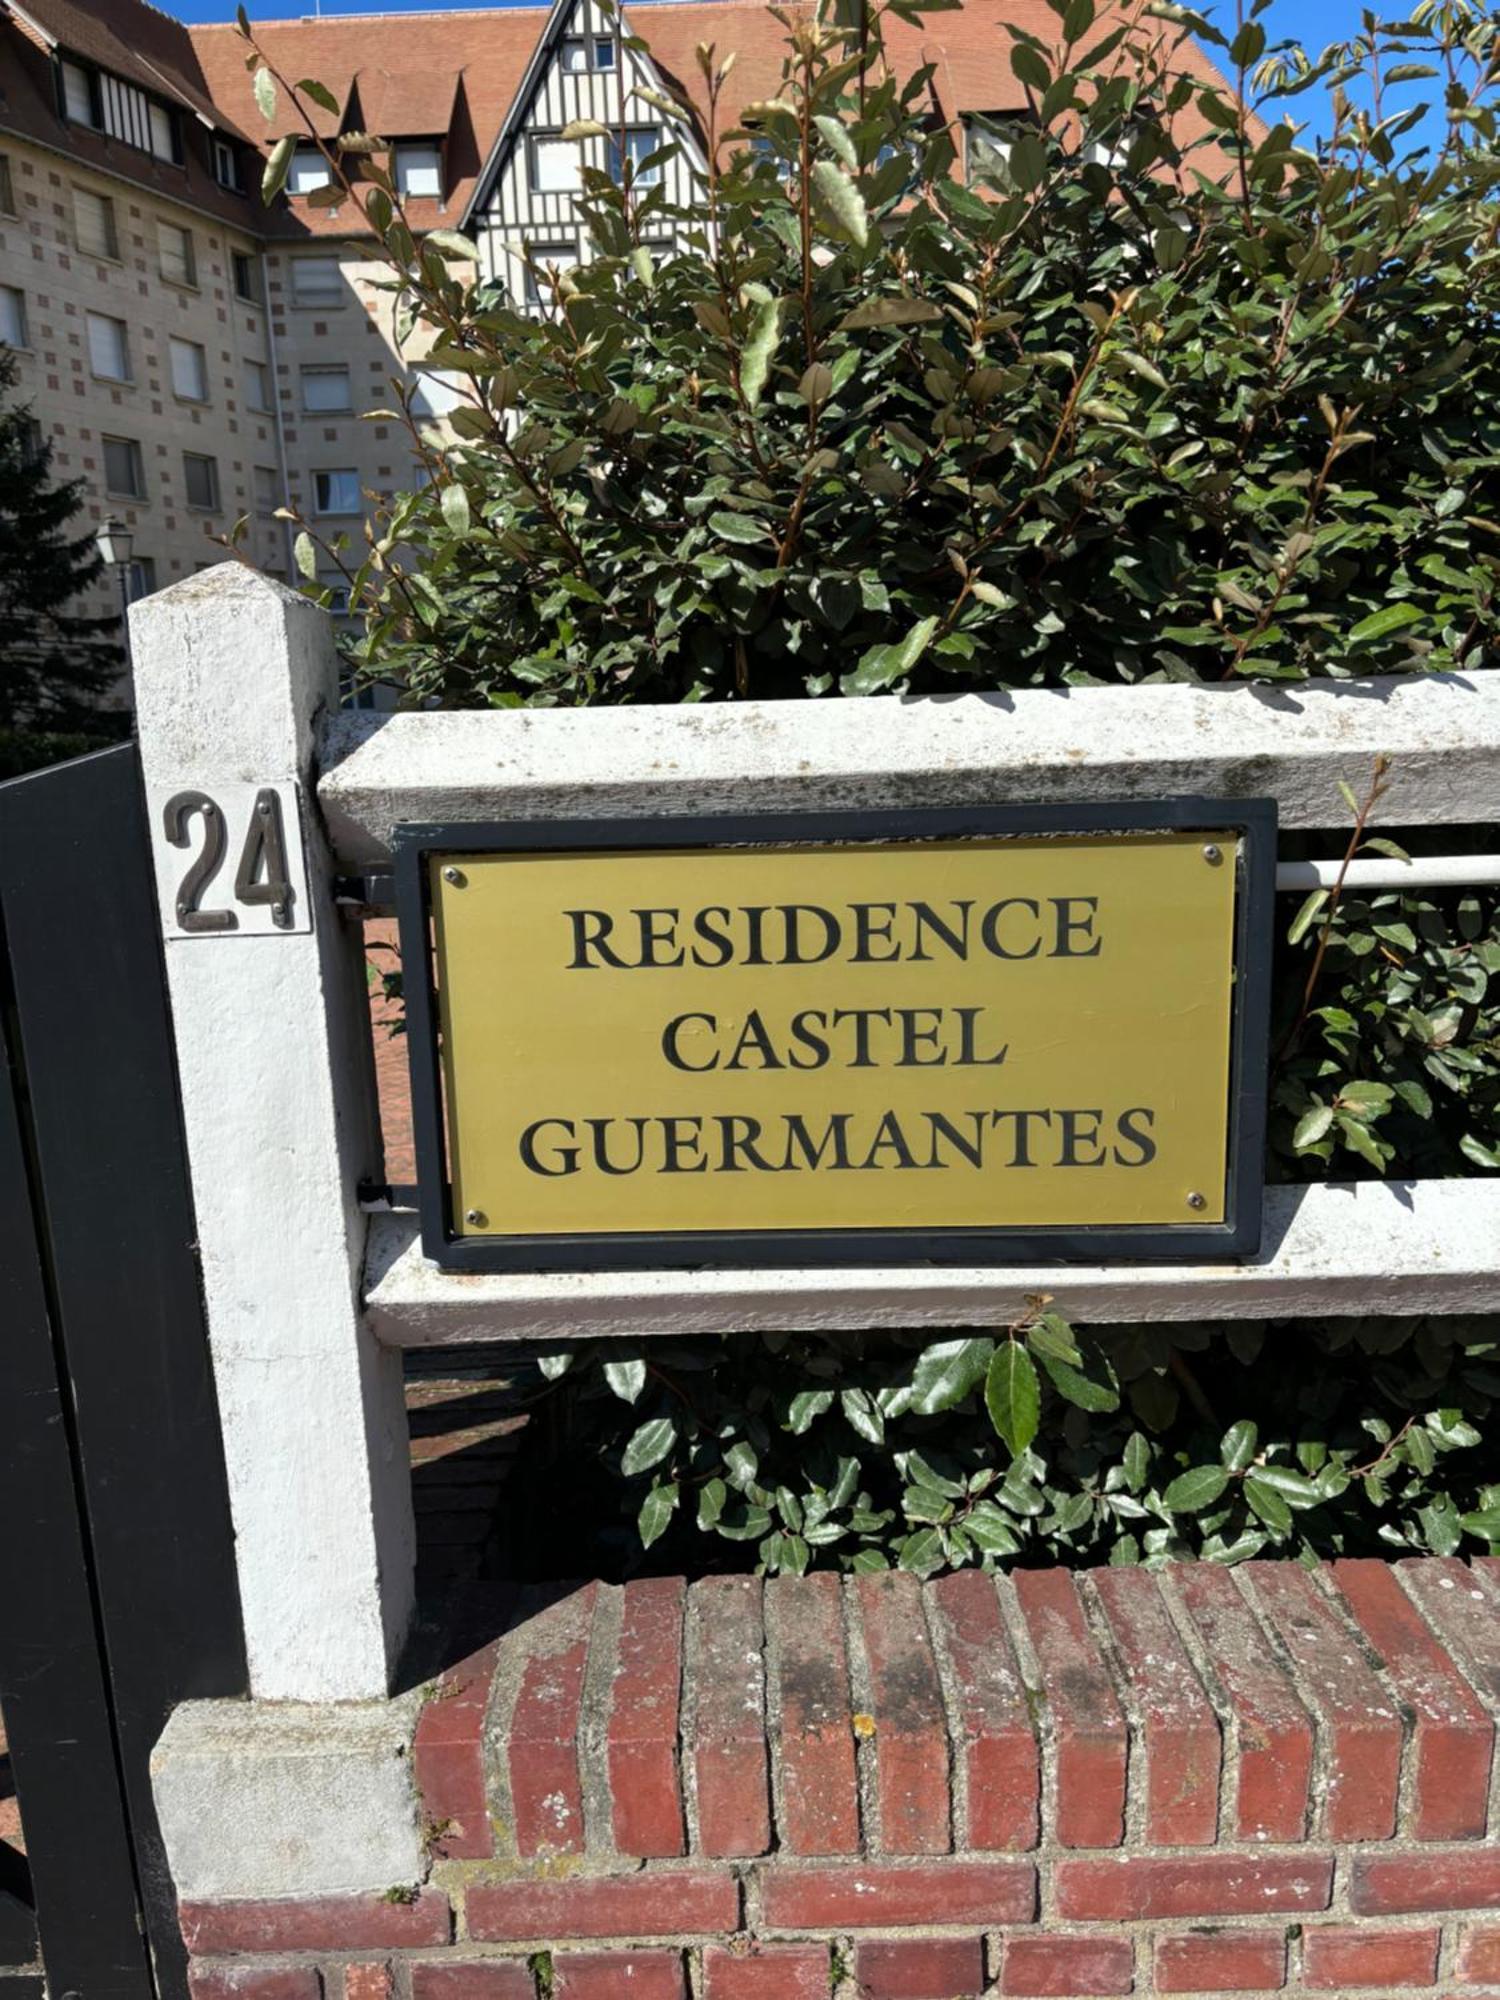 24
RESIDENCE
CASTEL
GUERMANTES